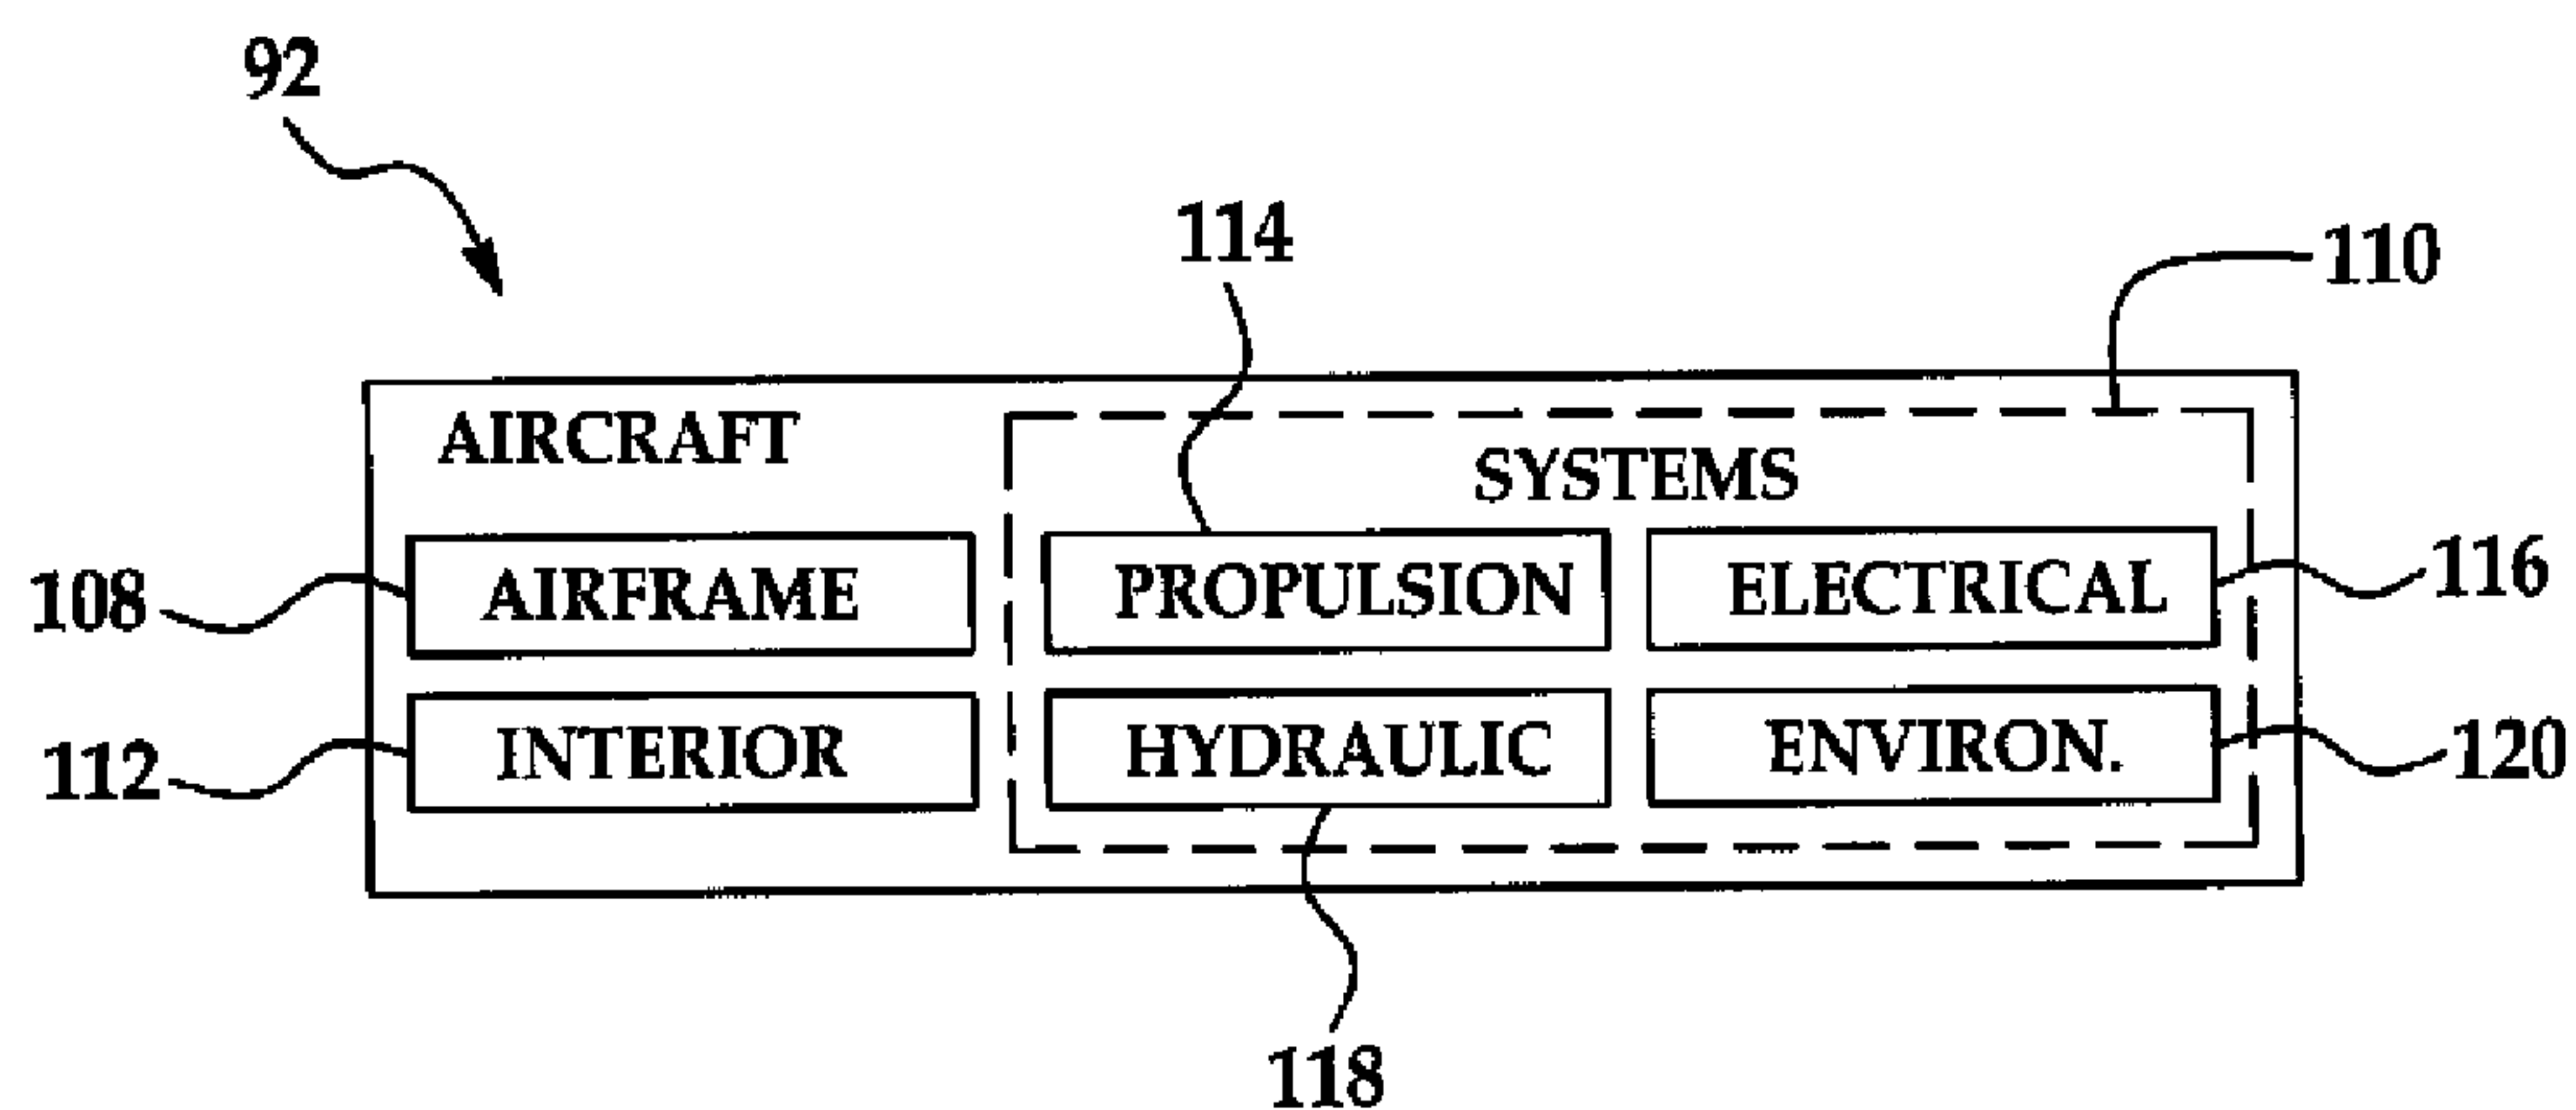 92
114
110
AIRCRAFT
SYSTEMS
108
AIRFRAME
PROPULSION
ELECTRICAL
116
112
INTERIOR
HYDRAULIC
ENVIRON.
120
118